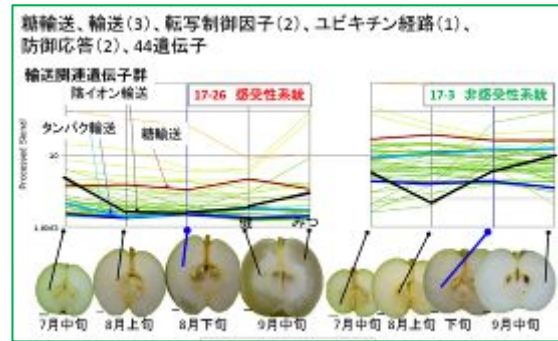 糖輸送、輸送(3)、転写制御因子(2)、ユビキチン経路(1)、
防御応答(2)、44遺伝子
輸送関連遺伝子群
陰イオン輸送
17-26 感受性系統
17-3 非感受性系統
タンパク輸送
糖輸送
10
みつ
7月中旬
8月上旬
8月下旬
9月中旬
7月中旬
8月上旬
下旬
9月中旬